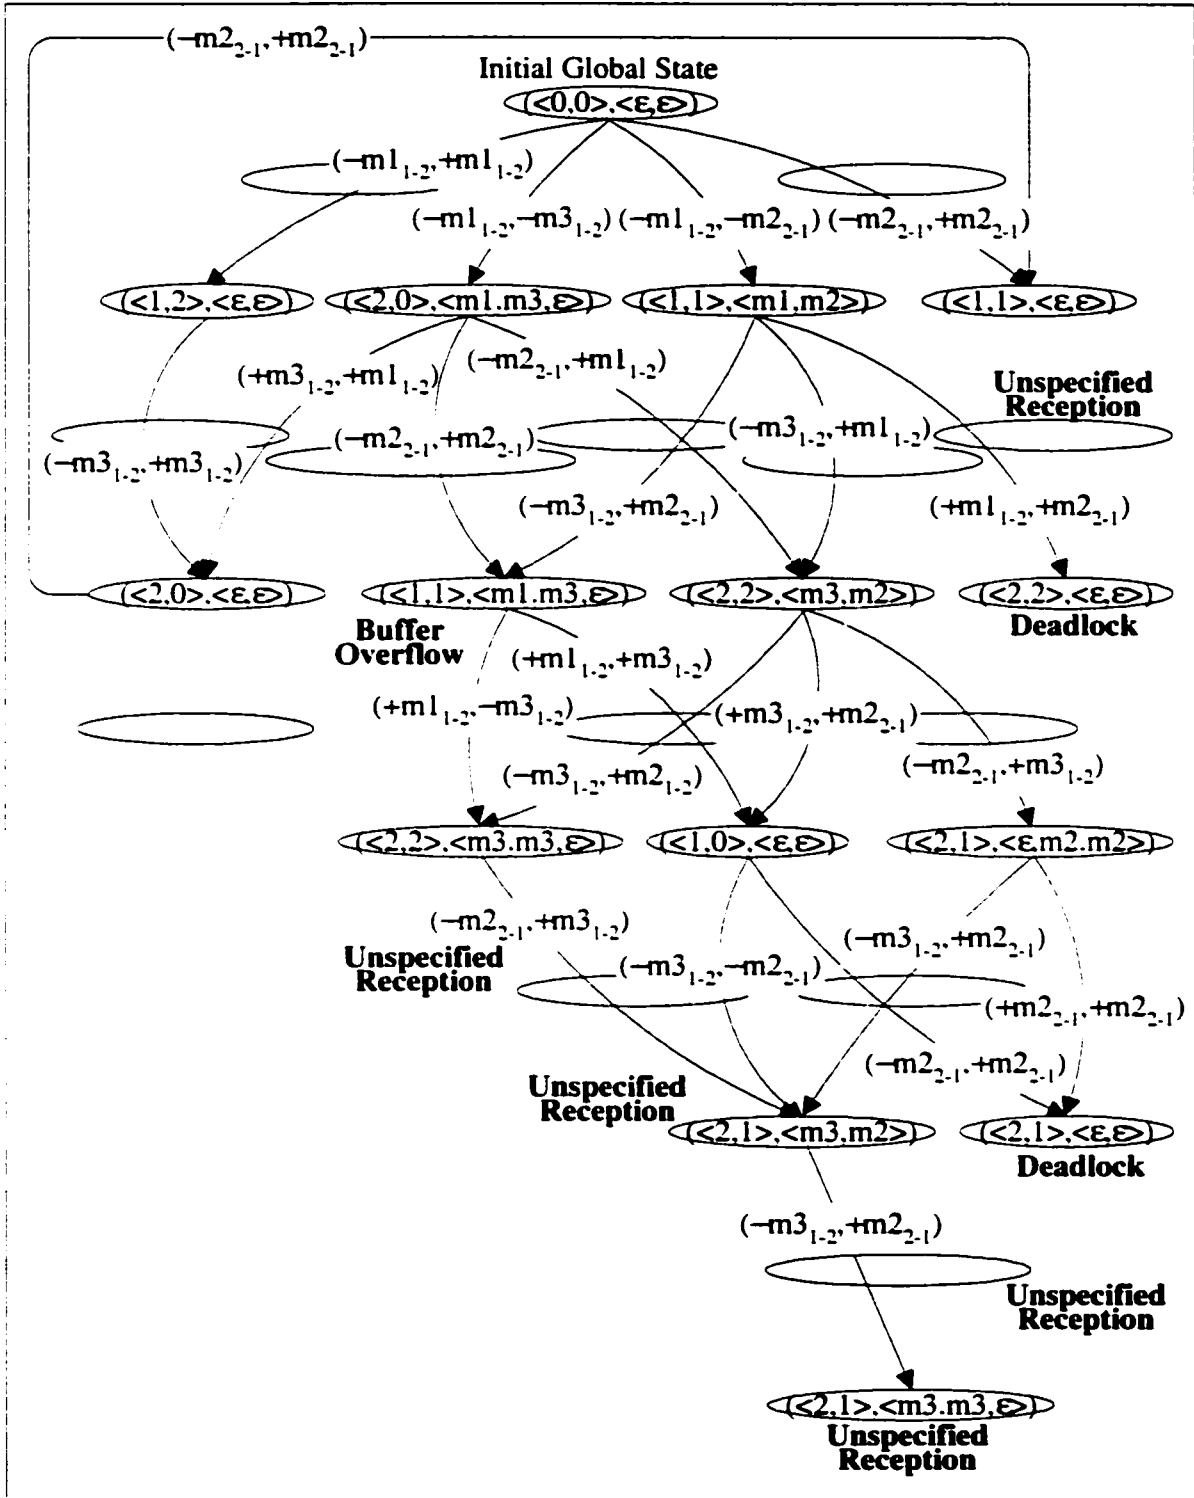 (−m2₂₋₁,+m2₂₋₁)
Initial Global State
(<0,0>,<ε,ε>)
(−m1₁₋₂,+m1₁₋₂)
(−m1₁₋₂,−m3₁₋₂) (−m1₁₋₂,−m2₂₋₁) (−m2₂₋₁,+m2₂₋₁)
(<1,2>,<ε,ε>) (<2,0>,<m1.m3,ε>) (<1,1>,<m1,m2>) (<1,1>,<ε,ε>)
(+m3₁₋₂,+m1₁₋₂) (−m2₂₋₁,+m1₁₋₂)
Unspecified
Reception
(−m3₁₋₂,+m3₁₋₂) (−m2₂₋₁,+m2₂₋₁) (−m3₁₋₂,+m1₁₋₂)
(−m3₁₋₂,+m2₂₋₁) (+m1₁₋₂,+m2₂₋₁)
(<2,0>,<ε,ε>) (<1,1>,<m1.m3,ε>) (<2,2>,<m3,m2>) (<2,2>,<ε,ε>)
Buffer
Overflow
Deadlock
(+m1₁₋₂,+m3₁₋₂)
(+m1₁₋₂,−m3₁₋₂) (+m3₁₋₂,+m2₂₋₁)
(−m3₁₋₂,+m2₁₋₂) (−m2₂₋₁,+m3₁₋₂)
(<2,2>,<m3.m3,ε>) (<1,0>,<ε,ε>) (<2,1>,<ε,m2.m2>)
(−m2₂₋₁,+m3₁₋₂) (−m3₁₋₂,+m2₂₋₁)
Unspecified
Reception
(−m3₁₋₂,−m2₂₋₁)
(+m2₂₋₁,+m2₂₋₁)
(−m2₂₋₁,+m2₂₋₁)
Unspecified
Reception
(<2,1>,<m3,m2>) (<2,1>,<ε,ε>)
Deadlock
(−m3₁₋₂,+m2₂₋₁)
Unspecified
Reception
(<2,1>,<m3.m3,ε>)
Unspecified
Reception